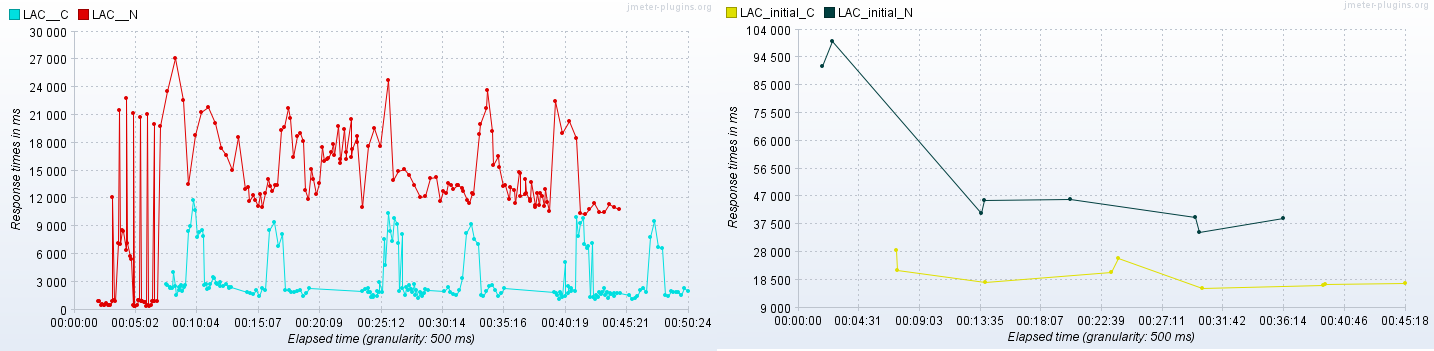 LAC__C LAC__N
jmeter-plugins.org
30 000
27 000
24 000
21 000
18 000
15 000
12 000
9 000
6 000
3 000
0
Response times in ms
00:00:00 00:05:02 00:10:04 00:15:07 00:20:09 00:25:12 00:30:14 00:35:16 00:40:19 00:45:21 00:50:24
Elapsed time (granularity: 500 ms)
LAC_initial_C LAC_initial_N
jmeter-plugins.org
104 000
94 500
85 000
75 500
66 000
56 500
47 000
37 500
28 000
18 500
9 000
Response times in ms
00:00:00 00:04:31 00:09:03 00:13:35 00:18:07 00:22:39 00:27:11 00:31:42 00:36:14 00:40:46 00:45:18
Elapsed time (granularity: 500 ms)